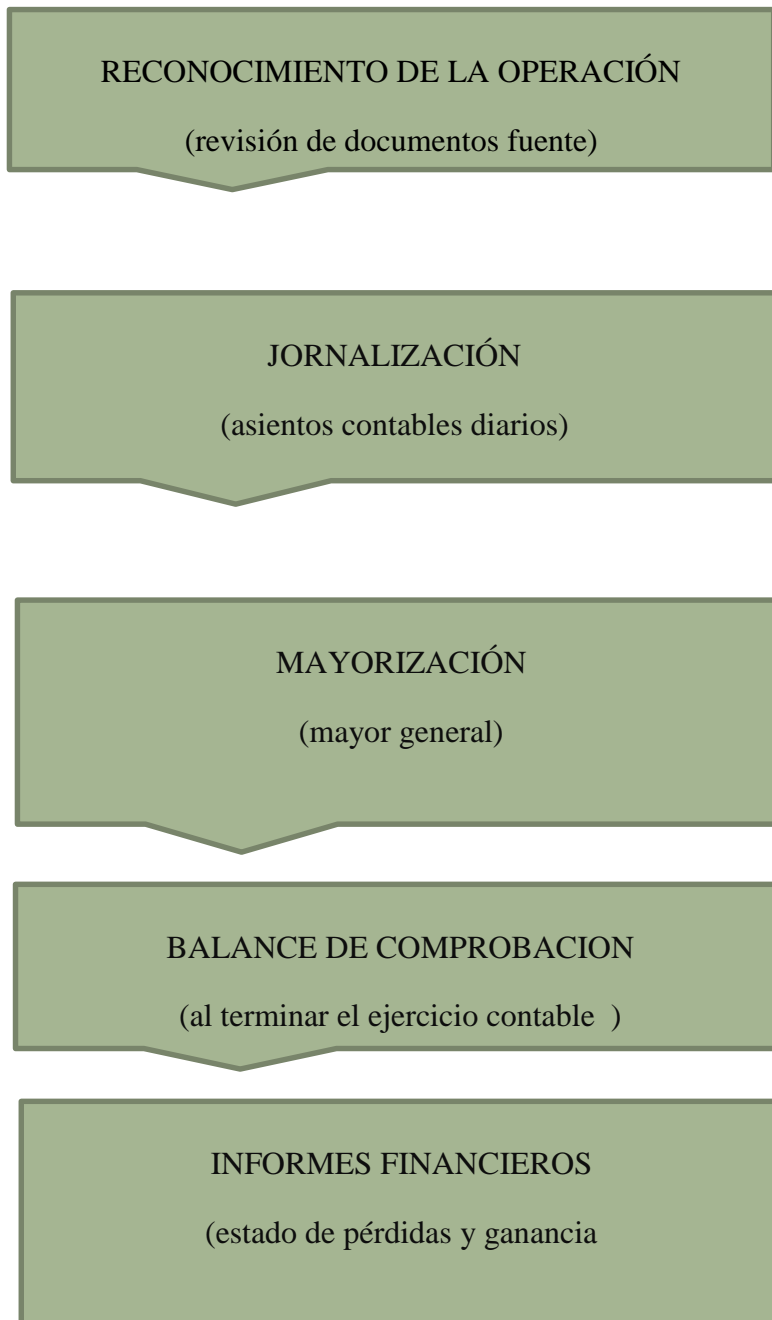 RECONOCIMIENTO DE LA OPERACIÓN
(revisión de documentos fuente)
JORNALIZACIÓN
(asientos contables diarios)
MAYORIZACIÓN
(mayor general)
BALANCE DE COMPROBACION
(al terminar el ejercicio contable )
INFORMES FINANCIEROS
(estado de pérdidas y ganancia